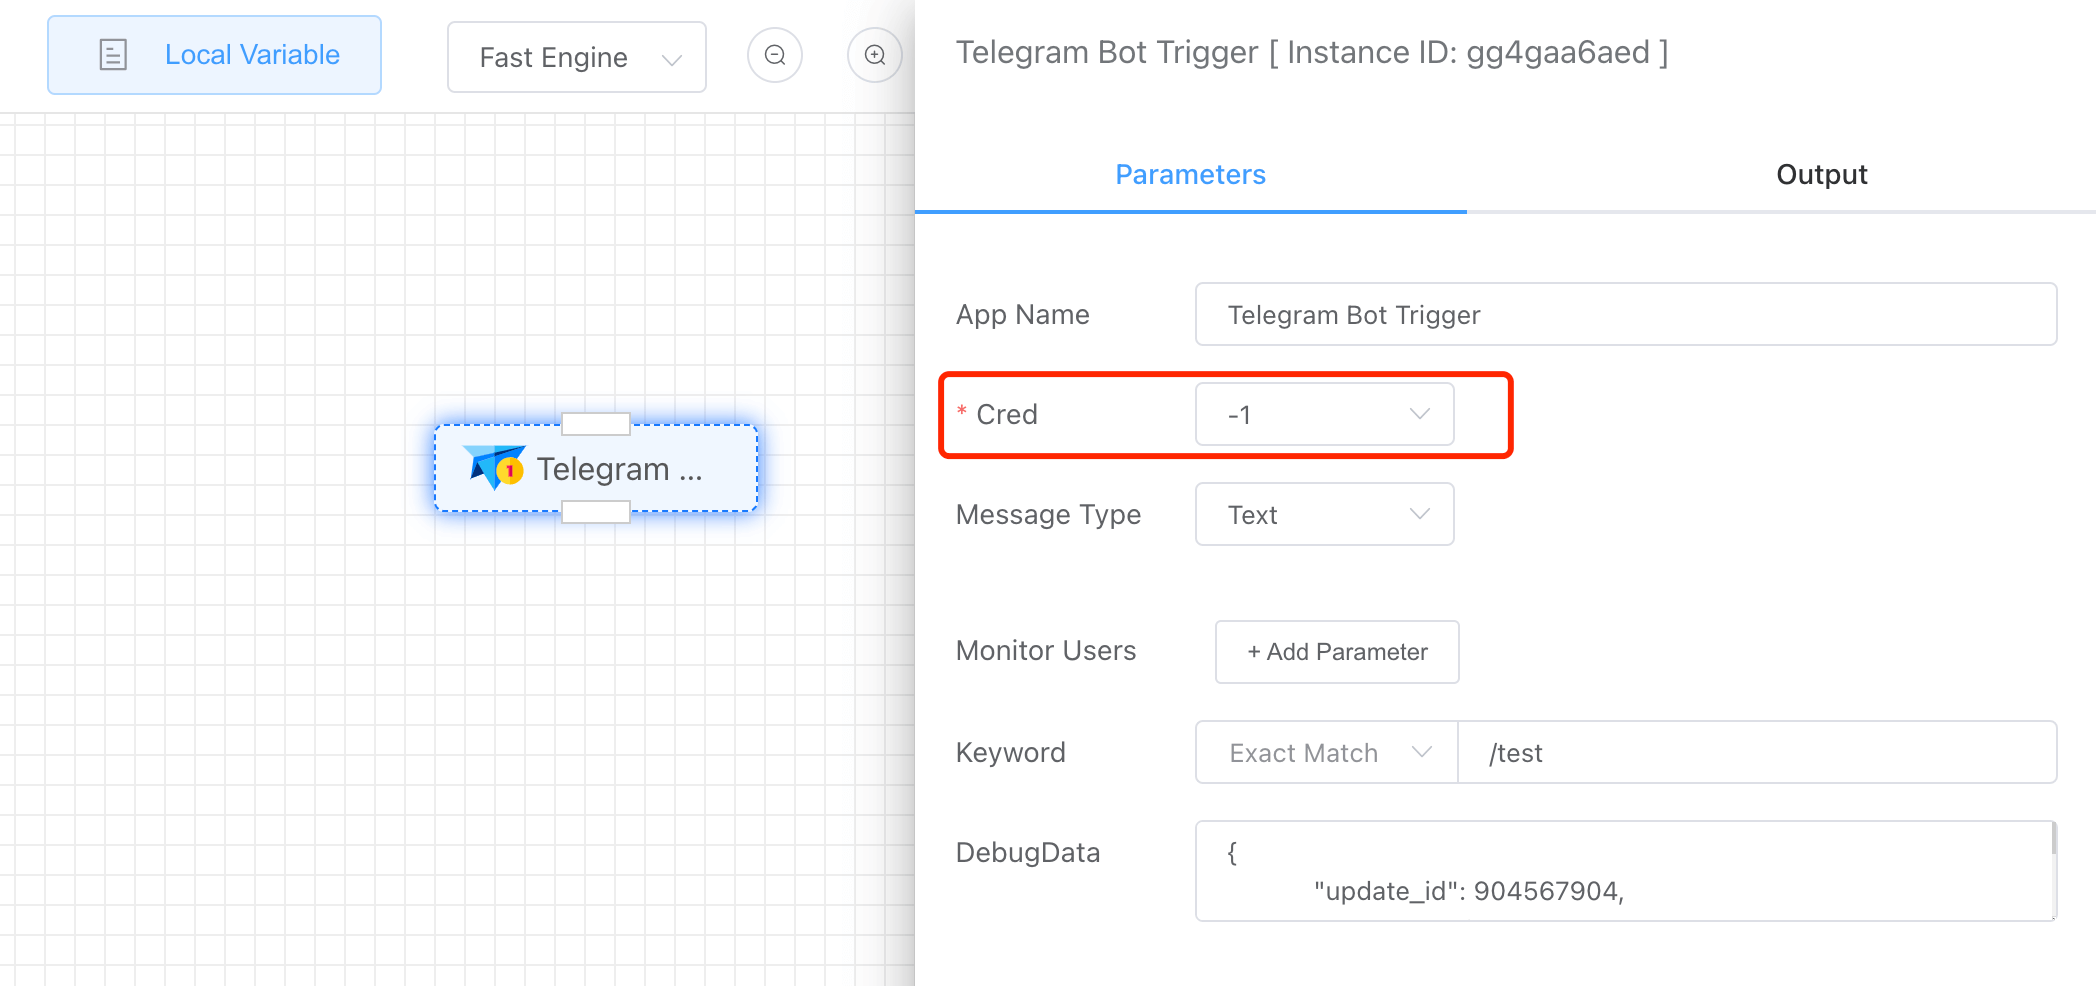 Local Variable
Fast Engine
Telegram Bot Trigger [ Instance ID: gg4gaa6aed ]
Parameters
Output
App Name
Telegram Bot Trigger
* Cred
-1
Message Type
Text
1
Telegram ...
Monitor Users
+ Add Parameter
Keyword
Exact Match
/test
DebugData
{
"update_id": 904567904,